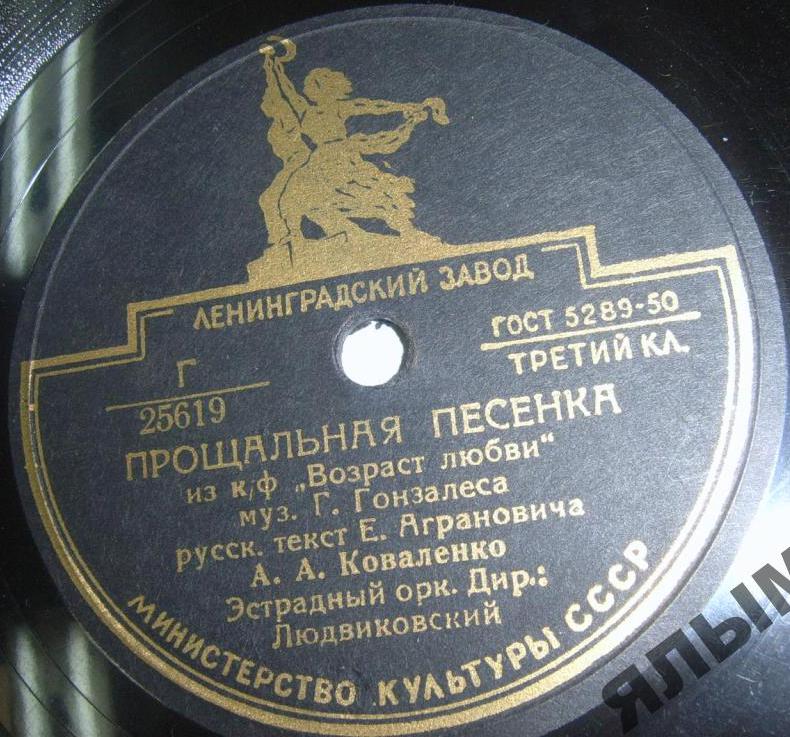 ЛЕНИНГРАДСКИЙ ЗАВОД
ГОСТ 5289-50
ТРЕТИЙ КЛ.
Г
25619
ПРОЩАЛЬНАЯ ПЕСЕНКА
из к/ф „Возраст любви“
муз. Г. Гонзалеса
русск. текст Е. Аграновича
А. А. Коваленко
Эстрадный орк. Дир.:
Людвиковский
МИНИСТЕРСТВО КУЛЬТУРЫ СССР
ЯЛЫМ